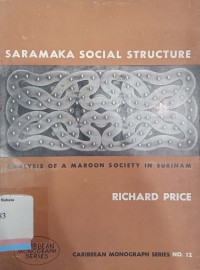 SARAMAKA SOCIAL STRUCTURE
ANALYSIS OF A MAROON SOCIETY IN SURINAM
RICHARD PRICE
CARIBBEAN MONOGRAPH SERIES NO. 12